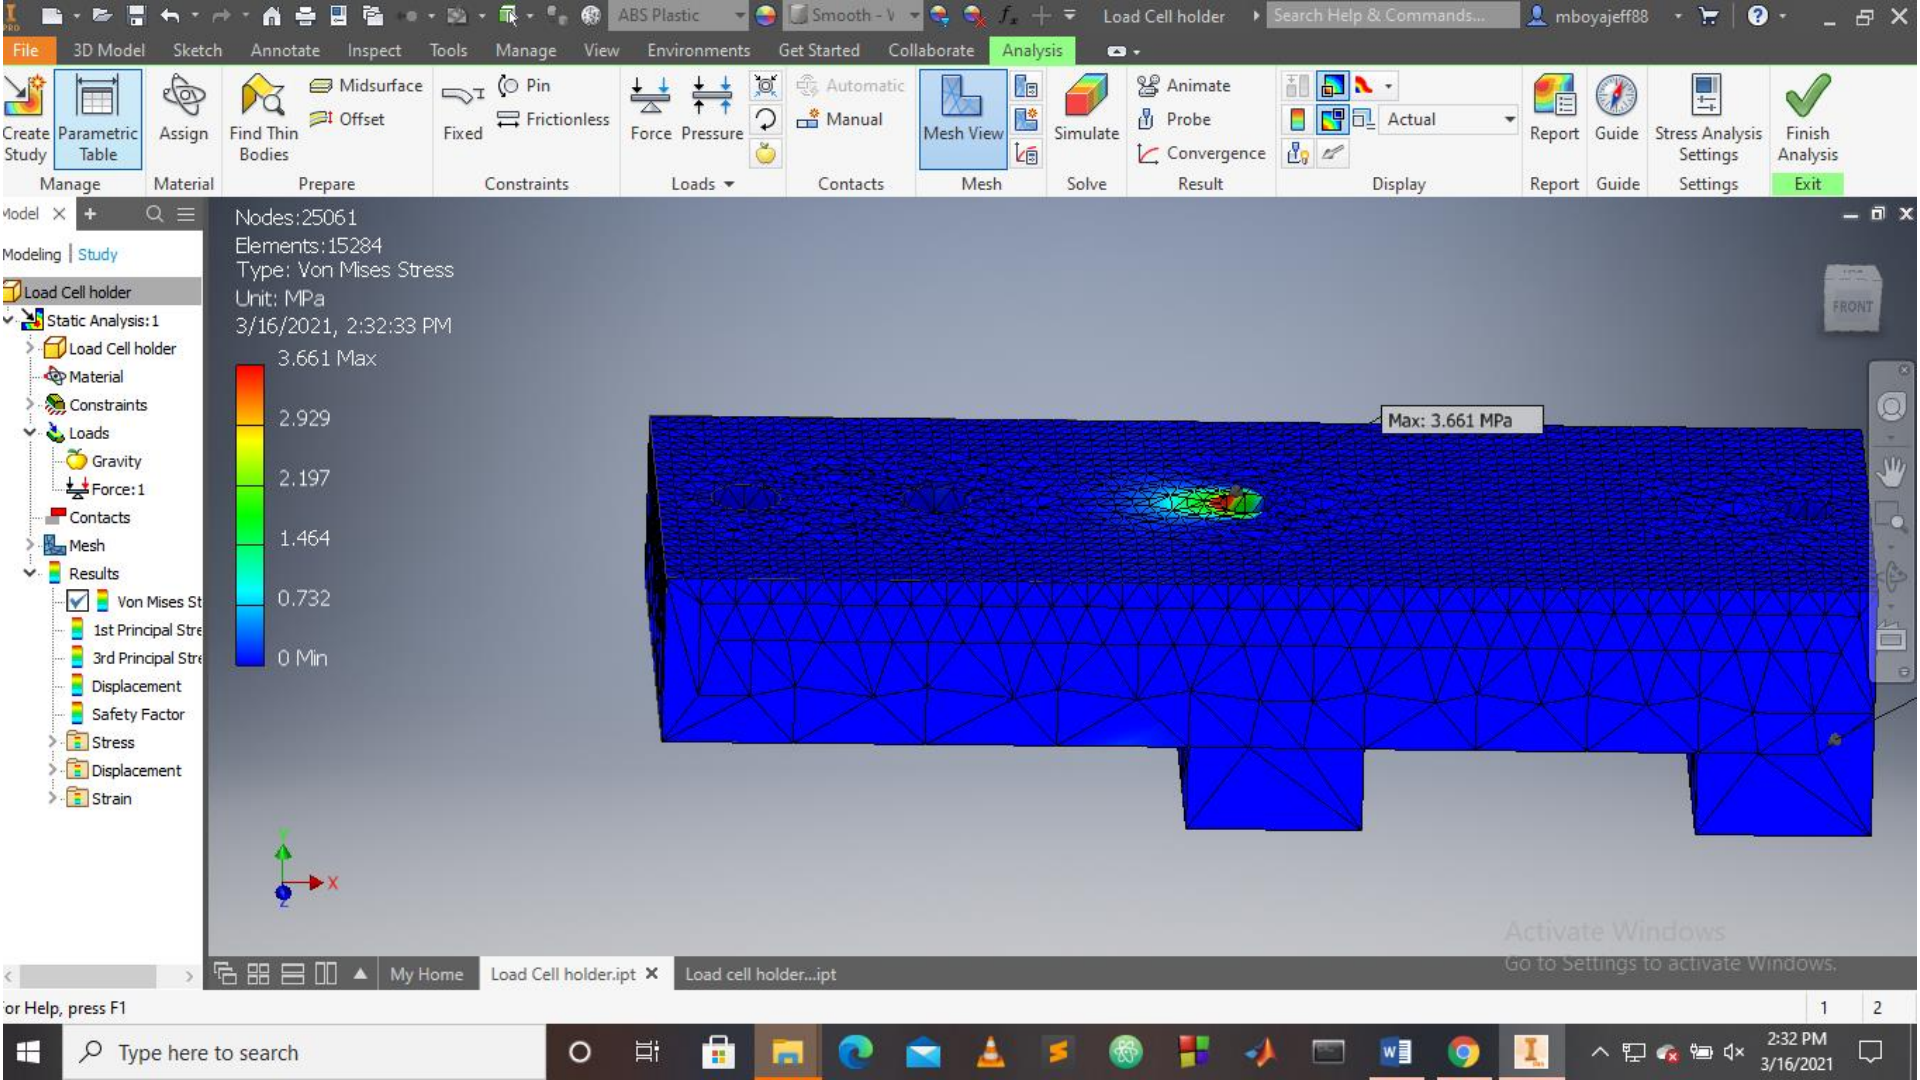 PRO
ABS Plastic
Smooth - V
Load Cell holder
Search Help & Commands...
mboyajeff88
File
3D Model
Sketch
Annotate
Inspect
Tools
Manage
View
Environments
Get Started
Collaborate
Analysis
Create Study
Parametric Table
Assign
Find Thin Bodies
Midsurface
Offset
Fixed
Pin
Frictionless
Force
Pressure
Automatic
Manual
Mesh View
Simulate
Animate
Probe
Convergence
Actual
Report
Guide
Stress Analysis Settings
Finish Analysis
Manage
Material
Prepare
Constraints
Loads
Contacts
Mesh
Solve
Result
Display
Report
Guide
Settings
Exit
Model
Modeling | Study
Load Cell holder
Static Analysis:1
Load Cell holder
Material
Constraints
Loads
Gravity
Force:1
Contacts
Mesh
Results
Von Mises St
1st Principal Stre
3rd Principal Stre
Displacement
Safety Factor
Stress
Displacement
Strain
Nodes:25061
Elements:15284
Type: Von Mises Stress
Unit: MPa
3/16/2021, 2:32:33 PM
3.661 Max
2.929
2.197
1.464
0.732
0 Min
Max: 3.661 MPa
FRONT
Y
X
Z
Activate Windows
Go to Settings to activate Windows.
My Home
Load Cell holder.ipt
Load cell holder...ipt
or Help, press F1
1
2
Type here to search
2:32 PM
3/16/2021